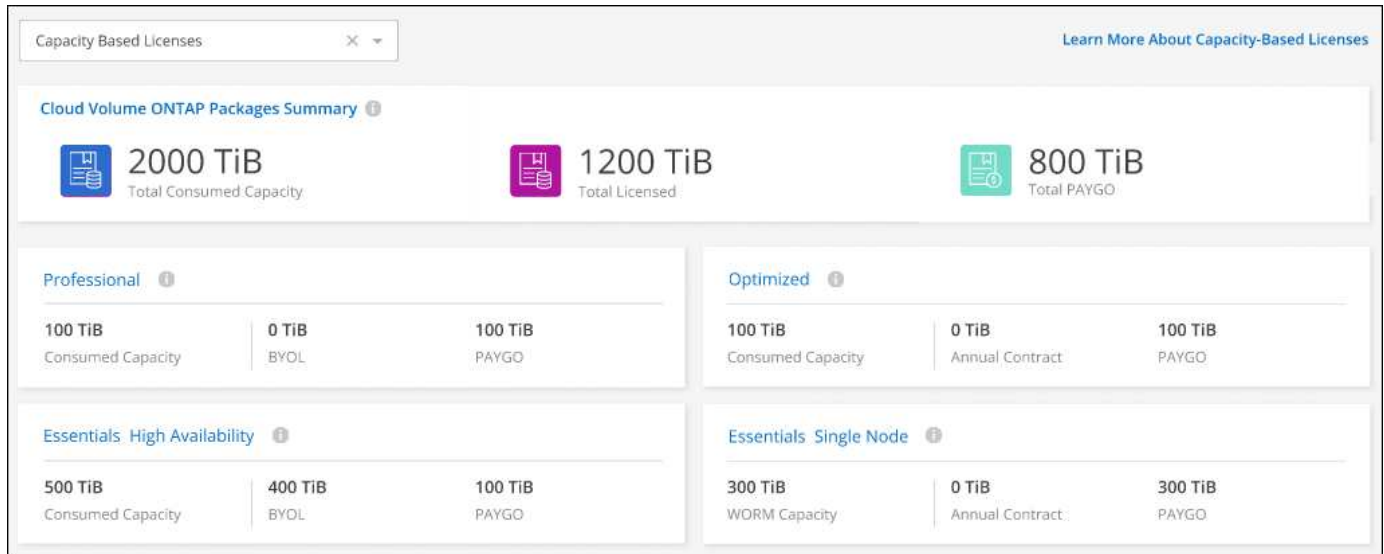 Capacity Based Licenses
Learn More About Capacity-Based Licenses
Cloud Volume ONTAP Packages Summary
2000 TiB
Total Consumed Capacity
1200 TiB
Total Licensed
800 TiB
Total PAYGO
Professional
100 TiB
Consumed Capacity
0 TiB
BYOL
100 TiB
PAYGO
Optimized
100 TiB
Consumed Capacity
0 TiB
Annual Contract
100 TiB
PAYGO
Essentials High Availability
500 TiB
Consumed Capacity
400 TiB
BYOL
100 TiB
PAYGO
Essentials Single Node
300 TiB
WORM Capacity
0 TiB
Annual Contract
300 TiB
PAYGO